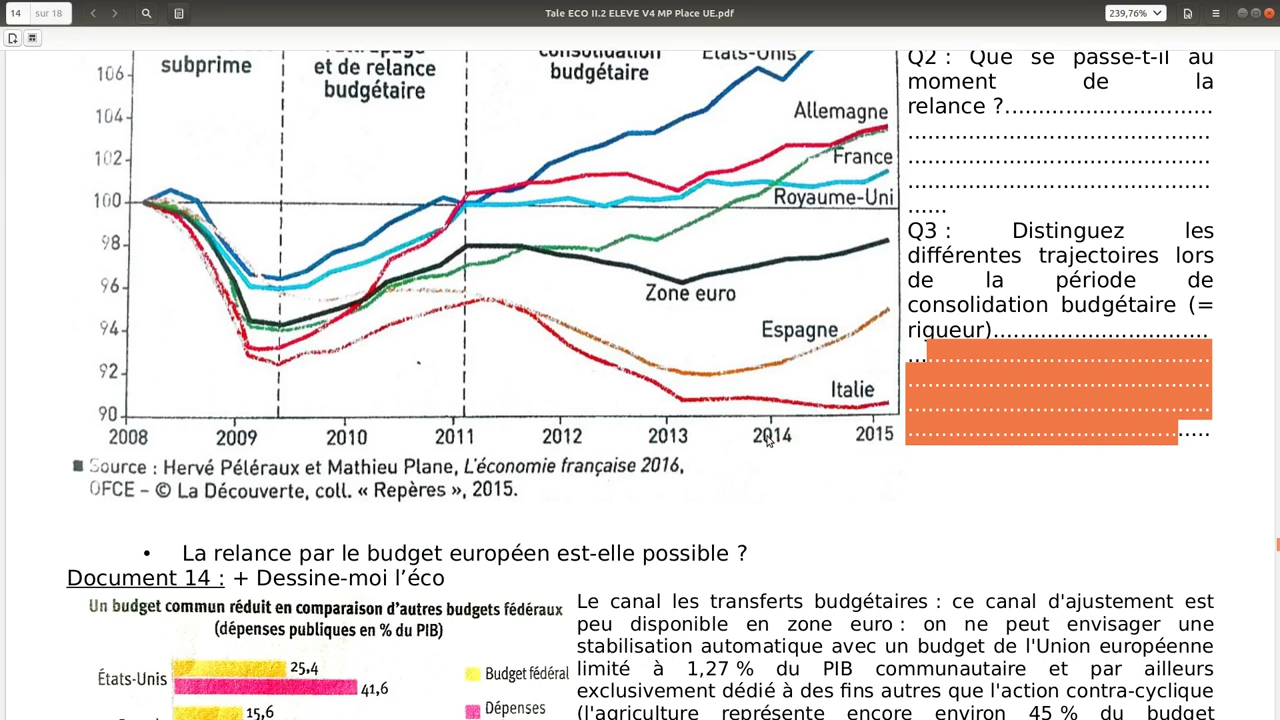 14 sur 18
Tale ECO II.2 ELEVE V4 MP Place UE.pdf
239,76%
subprime
et de relance
budgétaire
consolidation
budgétaire
États-Unis
106
104
102
100
98
96
94
92
90
Allemagne
France
Royaume-Uni
Zone euro
Espagne
Italie
2008 2009 2010 2011 2012 2013 2014 2015
Source : Hervé Péléraux et Mathieu Plane, L'économie française 2016,
OFCE – © La Découverte, coll. « Repères », 2015.
Q2 : Que se passe-t-il au
moment de la
relance ?..............................
.............................................
.............................................
.............................................
......
Q3 : Distinguez les
différentes trajectoires lors
de la période de
consolidation budgétaire (=
rigueur)................................
.............................................
.............................................
.............................................
.............................................
• La relance par le budget européen est-elle possible ?
Document 14 : + Dessine-moi l’éco
Un budget commun réduit en comparaison d'autres budgets fédéraux
(dépenses publiques en % du PIB)
États-Unis
25,4
41,6
15,6
Budget fédéral
Dépenses
Le canal les transferts budgétaires : ce canal d'ajustement est
peu disponible en zone euro : on ne peut envisager une
stabilisation automatique avec un budget de l'Union européenne
limité à 1,27 % du PIB communautaire et par ailleurs
exclusivement dédié à des fins autres que l'action contra-cyclique
(l'agriculture représente encore environ 45 % du budget